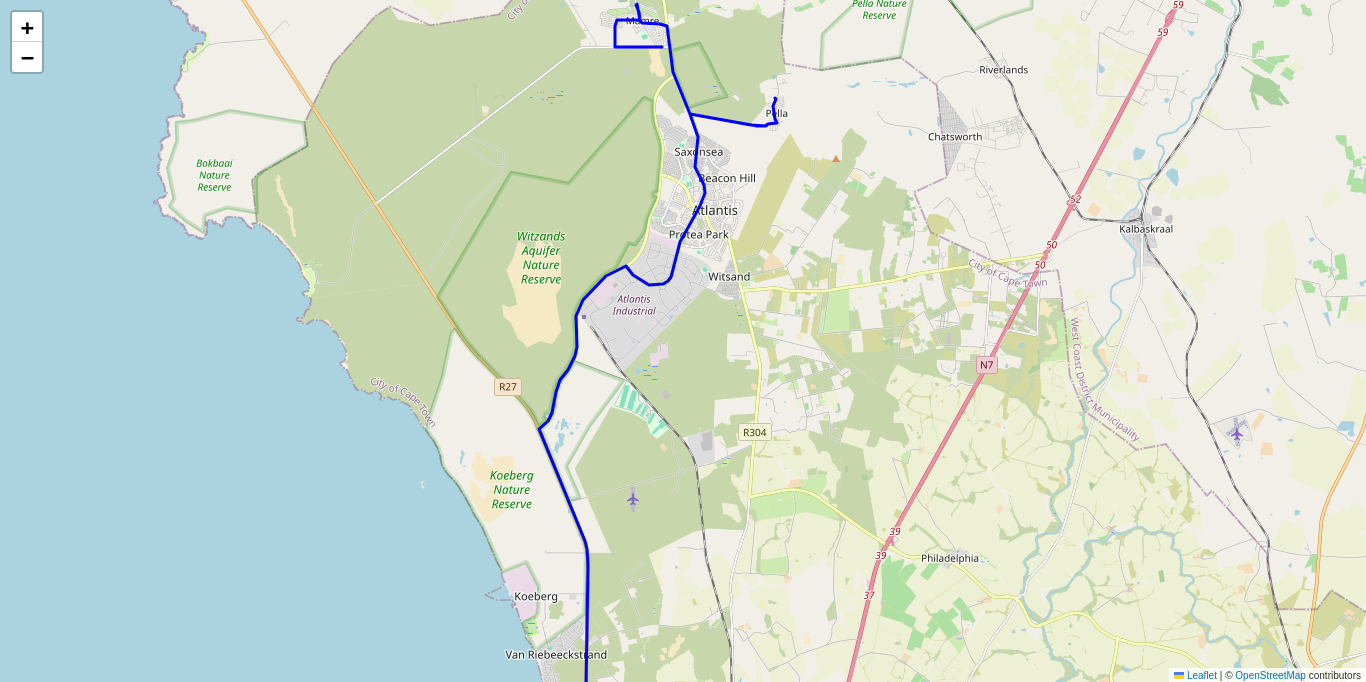 +
−
City of
Mamre
Pella Nature
Reserve
59
59
Riverlands
Pella
Chatsworth
Saxonsea
Bokbaai
Nature
Reserve
Beacon Hill
52
Atlantis
Kalbaskraal
Protea Park
Witzands
Aquifer
Nature
Reserve
50
50
City of Cape Town
Witsand
Atlantis
Industrial
West Coast District Municipality
N7
R27
City of Cape Town
R304
Koeberg
Nature
Reserve
39
39
Philadelphia
37
Koeberg
Van Riebeeckstrand
Leaflet | © OpenStreetMap contributors